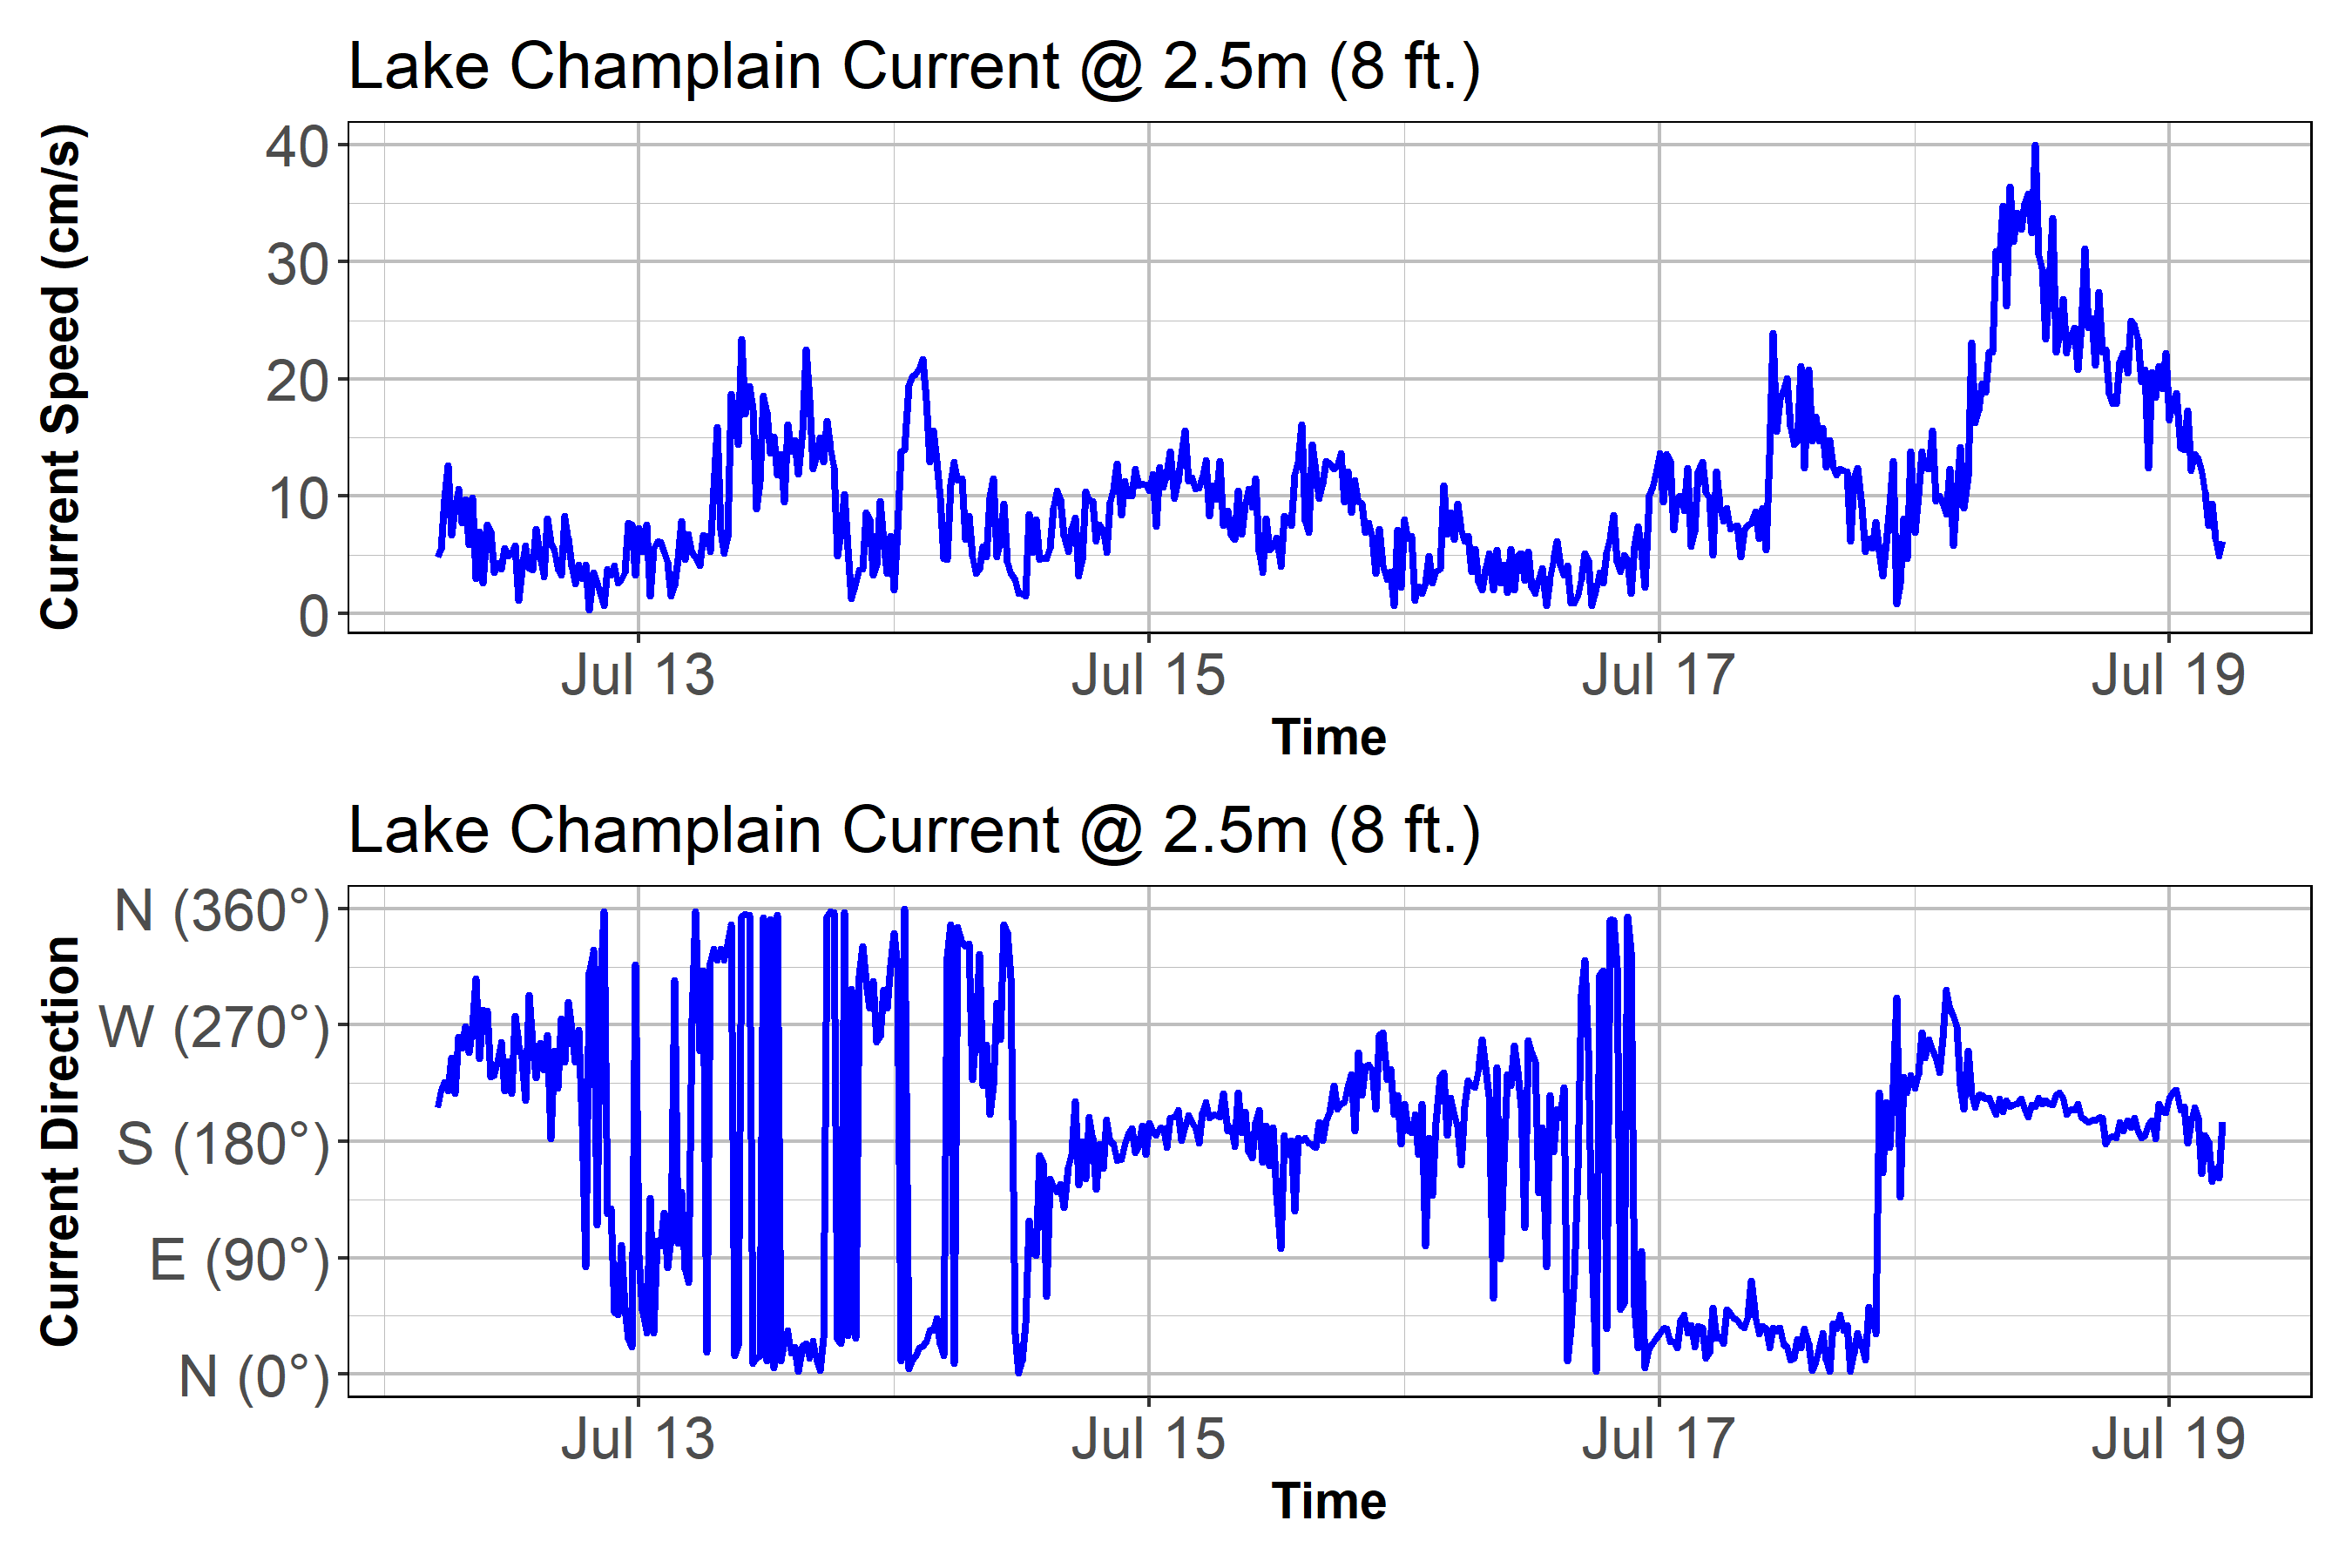 Lake Champlain Current @ 2.5m (8 ft.)
Current Speed (cm/s)
40
30
20
10
0
Jul 13 Jul 15 Jul 17 Jul 19
Time
Lake Champlain Current @ 2.5m (8 ft.)
Current Direction
N (360°)
W (270°)
S (180°)
E (90°)
N (0°)
Jul 13 Jul 15 Jul 17 Jul 19
Time